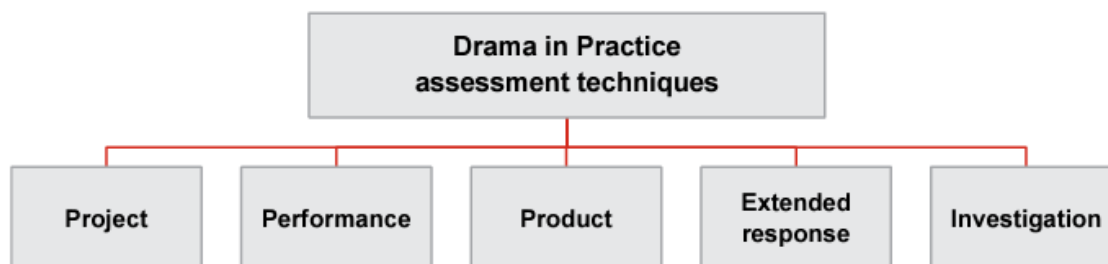 Drama in Practice
assessment techniques
Project
Performance
Product
Extended
response
Investigation